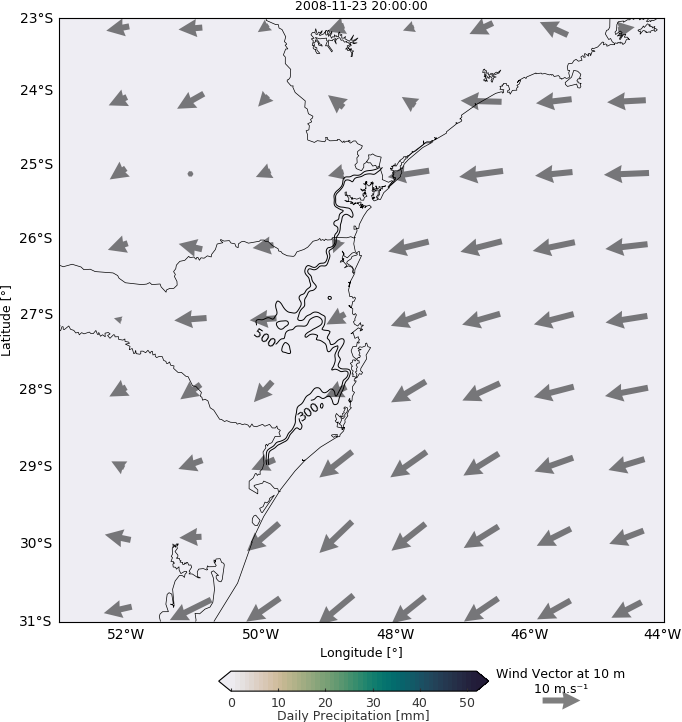 2008-11-23 20:00:00
23°S
24°S
25°S
26°S
27°S
28°S
29°S
30°S
31°S
Latitude [°]
500
300
52°W 50°W 48°W 46°W 44°W
Longitude [°]
0 10 20 30 40 50
Daily Precipitation [mm]
Wind Vector at 10 m
10 m.s⁻¹